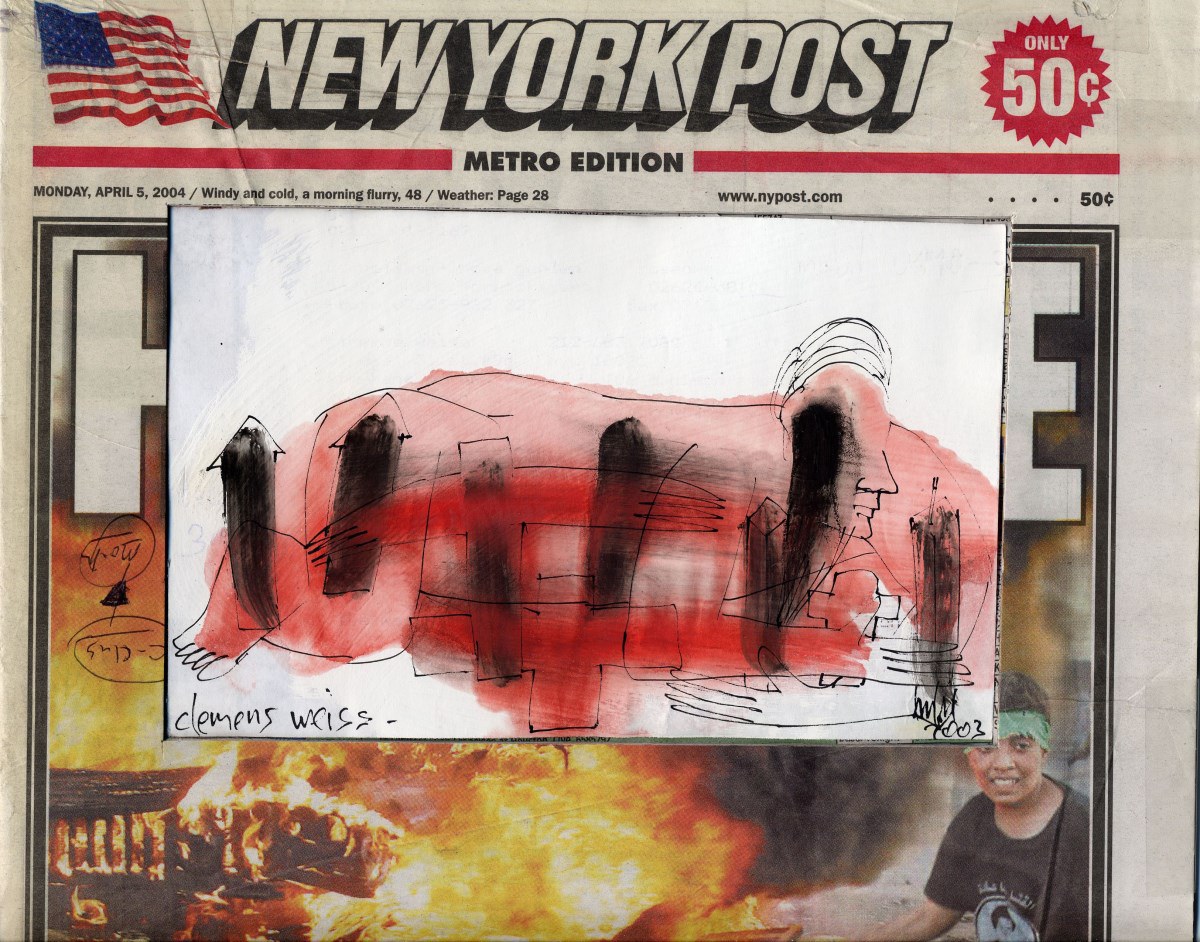 NEW YORK POST
ONLY
50¢
METRO EDITION
MONDAY, APRIL 5, 2004 / Windy and cold, a morning flurry, 48 / Weather: Page 28
www.nypost.com
50¢
H E
clemens weiss -
2003